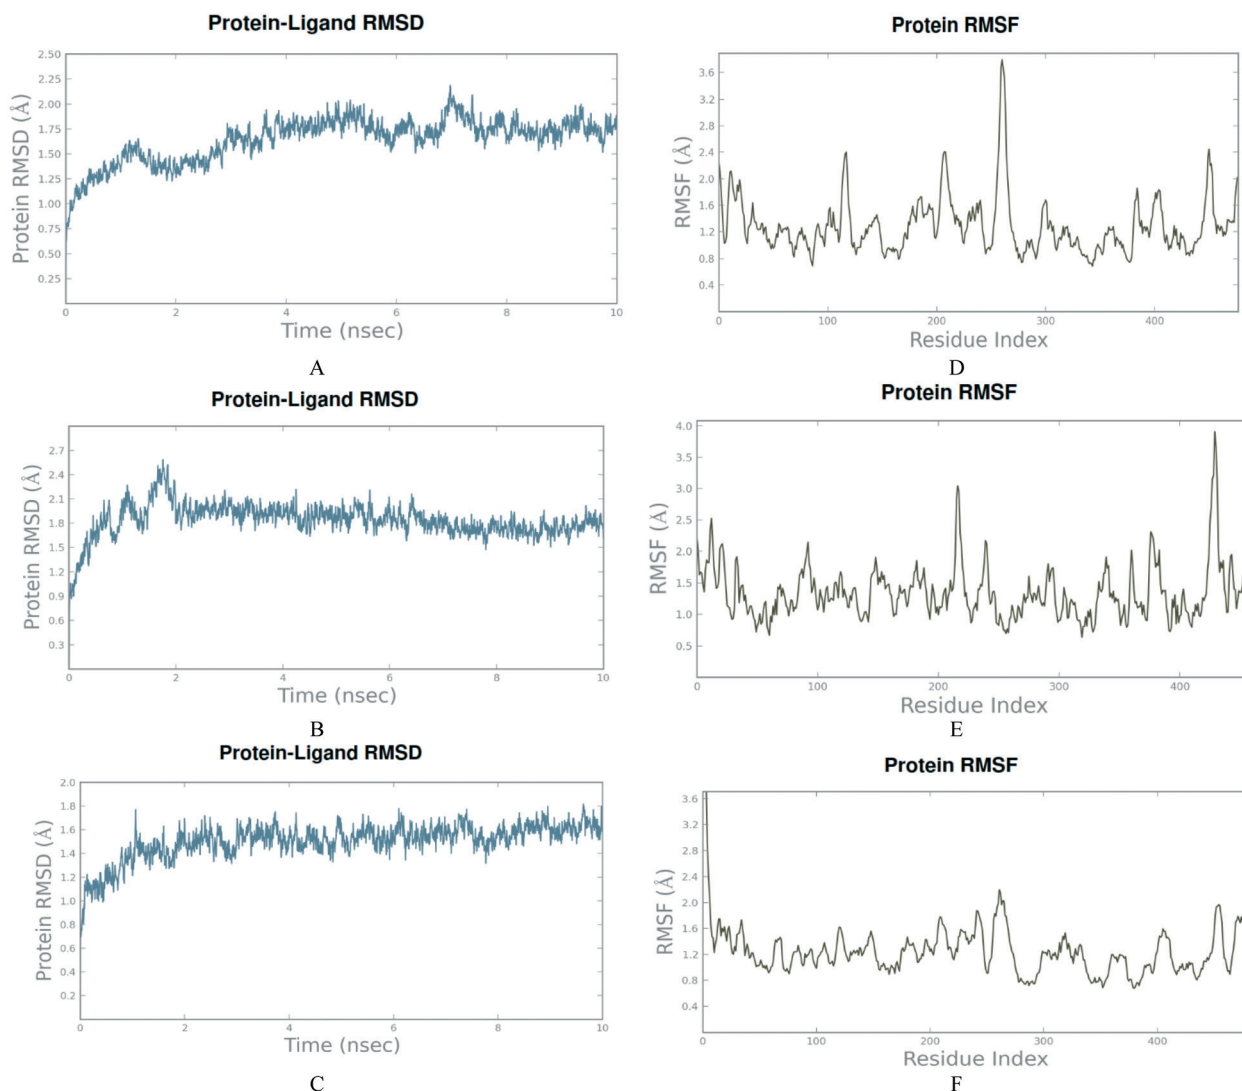 Protein-Ligand RMSD
Protein RMSD (Å)
2.50
2.25
2.00
1.75
1.50
1.25
1.00
0.75
0.50
0.25
0 2 4 6 8 10
Time (nsec)
A
Protein RMSF
RMSF (Å)
3.6
3.2
2.8
2.4
2.0
1.6
1.2
0.8
0.4
0 100 200 300 400
Residue Index
D
Protein-Ligand RMSD
Protein RMSD (Å)
2.7
2.4
2.1
1.8
1.5
1.2
0.9
0.6
0.3
0 2 4 6 8 10
Time (nsec)
B
Protein RMSF
RMSF (Å)
4.0
3.5
3.0
2.5
2.0
1.5
1.0
0.5
0 100 200 300 400
Residue Index
E
Protein-Ligand RMSD
Protein RMSD (Å)
2.0
1.8
1.6
1.4
1.2
1.0
0.8
0.6
0.4
0.2
0 2 4 6 8 10
Time (nsec)
C
Protein RMSF
RMSF (Å)
3.6
3.2
2.8
2.4
2.0
1.6
1.2
0.8
0.4
0 100 200 300 400
Residue Index
F